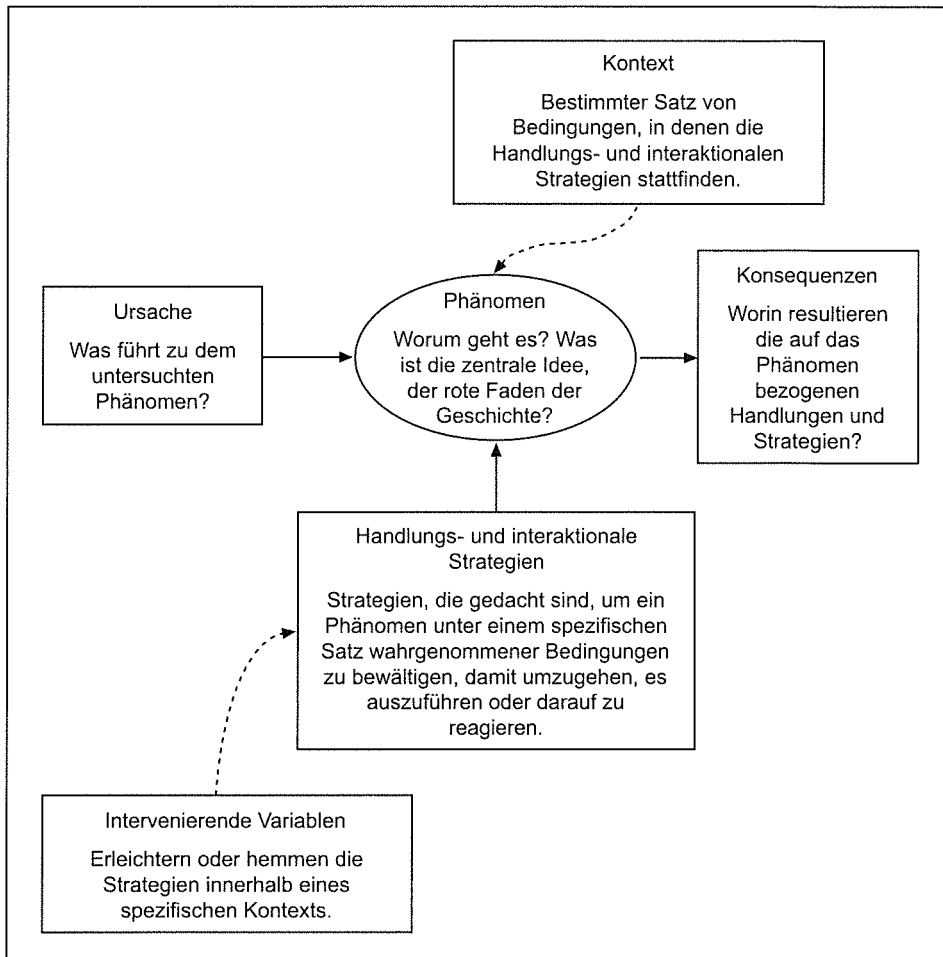 Kontext
Bestimmter Satz von
Bedingungen, in denen die
Handlungs- und interaktionalen
Strategien stattfinden.
Ursache
Was führt zu dem
untersuchten
Phänomen?
Phänomen
Worum geht es? Was
ist die zentrale Idee,
der rote Faden der
Geschichte?
Konsequenzen
Worin resultieren
die auf das
Phänomen
bezogenen
Handlungen und
Strategien?
Handlungs- und interaktionale
Strategien
Strategien, die gedacht sind, um ein
Phänomen unter einem spezifischen
Satz wahrgenommener Bedingungen
zu bewältigen, damit umzugehen, es
auszuführen oder darauf zu
reagieren.
Intervenierende Variablen
Erleichtern oder hemmen die
Strategien innerhalb eines
spezifischen Kontexts.